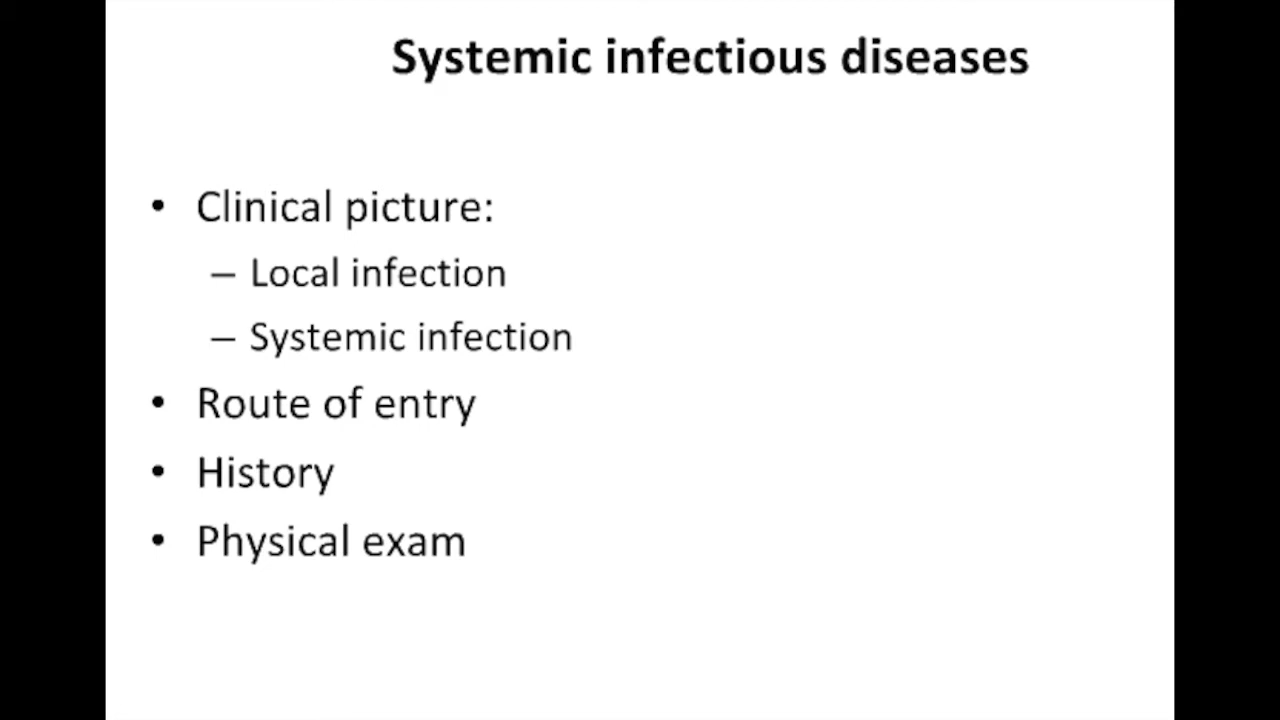 Systemic infectious diseases
• Clinical picture:
– Local infection
– Systemic infection
• Route of entry
• History
• Physical exam